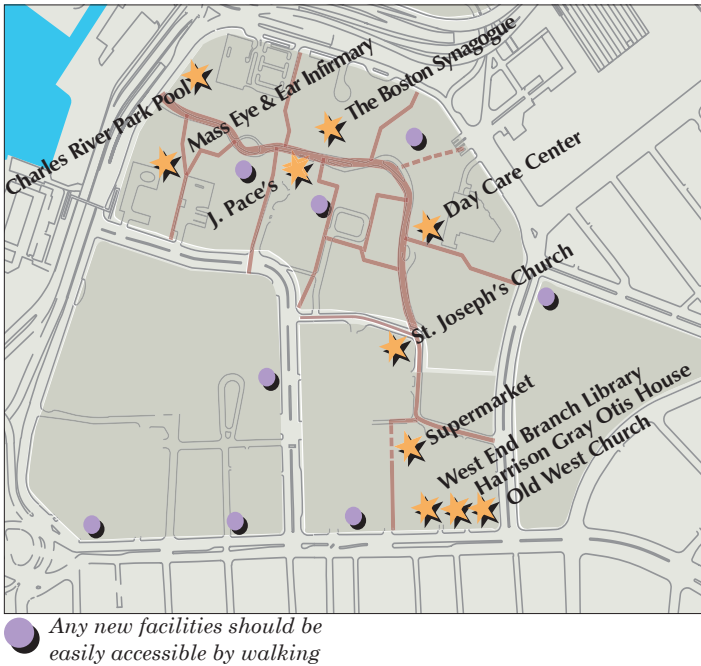 Charles River Park Pool
Mass Eye & Ear Infirmary
The Boston Synagogue
J. Pace's
Day Care Center
St. Joseph's Church
Supermarket
West End Branch Library
Harrison Gray Otis House
Old West Church
Any new facilities should be
easily accessible by walking